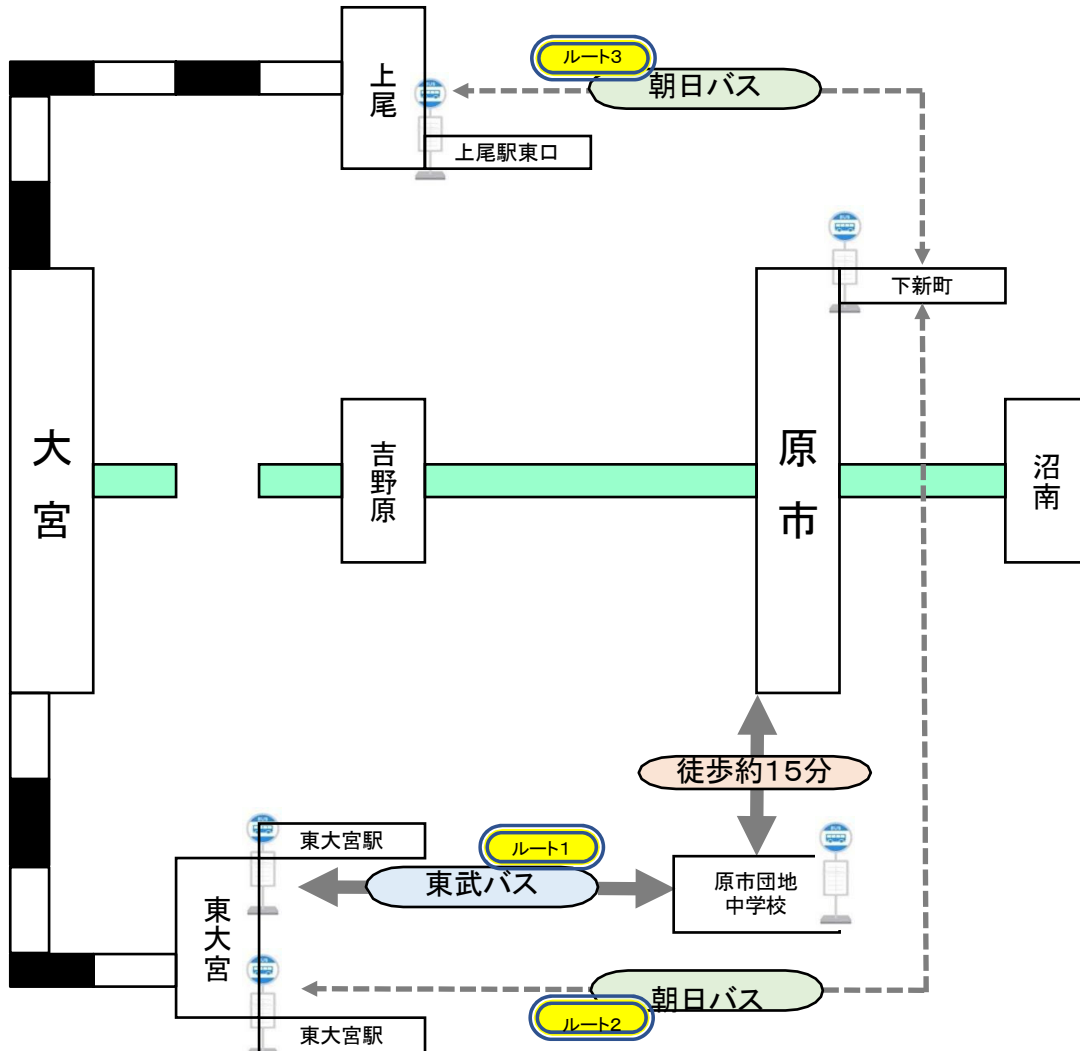 ルート3
朝日バス
上尾
上尾駅東口
下新町
大宮
吉野原
原市
沼南
徒歩約15分
東大宮駅
ルート1
東武バス
原市団地
中学校
東大宮
朝日バス
ルート2
東大宮駅